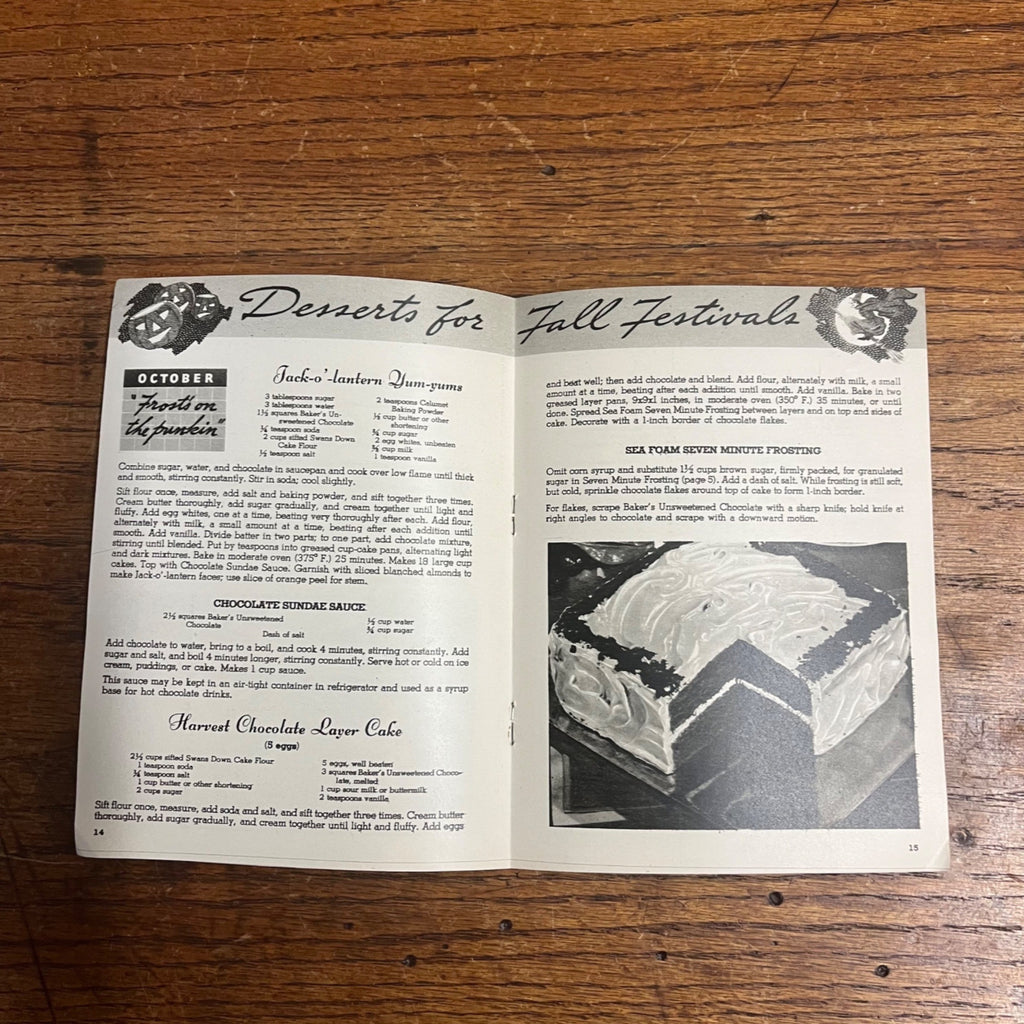 Desserts for Fall Festivals
OCTOBER
"Frost's on
the punkin"
Jack-o'-lantern Yum-yums
3 tablespoons sugar
3 tablespoons water
1½ squares Baker's Un-
sweetened Chocolate
teaspoon soda
2 cups sifted Swans Down
Cake Flour
½ teaspoon salt
2 teaspoons Calumet
Baking Powder
cup butter or other
shortening
cup sugar
2 egg whites, unbeaten
cup milk
1 teaspoon vanilla
Combine sugar, water, and chocolate in saucepan and cook over low flame until thick
and smooth, stirring constantly. Stir in soda; cool slightly.
Sift flour once, measure, add salt and baking powder, and sift together three times.
Cream butter thoroughly, add sugar gradually, and cream together until light and
fluffy. Add egg whites, one at a time, beating very thoroughly after each. Add flour,
alternately with milk, a small amount at a time, beating after each addition until
smooth. Add vanilla. Divide batter in two parts; to one part, add chocolate mixture,
stirring until blended. Put by teaspoons into greased cup-cake pans, alternating light
and dark mixtures. Bake in moderate oven (375° F.) 25 minutes. Makes 18 large cup
cakes. Top with Chocolate Sundae Sauce. Garnish with sliced blanched almonds to
make Jack-o'-lantern faces; use slice of orange peel for stem.
CHOCOLATE SUNDAE SAUCE
2½ squares Baker's Unsweetened
Chocolate
½ cup water
¾ cup sugar
Dash of salt
Add chocolate to water, bring to a boil, and cook 4 minutes, stirring constantly. Add
sugar and salt, and boil 4 minutes longer, stirring constantly. Serve hot or cold on ice
cream, puddings, or cake. Makes 1 cup sauce.
This sauce may be kept in an air-tight container in refrigerator and used as a syrup
base for hot chocolate drinks.
Harvest Chocolate Layer Cake
(5 eggs)
2½ cups sifted Swans Down Cake Flour
1 teaspoon soda
¾ teaspoon salt
1 cup butter or other shortening
2 cups sugar
5 eggs, well beaten
3 squares Baker's Unsweetened Choco-
late, melted
1 cup sour milk or buttermilk
2 teaspoons vanilla
Sift flour once, measure, add soda and salt, and sift together three times. Cream butter
thoroughly, add sugar gradually, and cream together until light and fluffy. Add eggs
14
and beat well; then add chocolate and blend. Add flour, alternately with milk, a small
amount at a time, beating after each addition until smooth. Add vanilla. Bake in two
greased layer pans, 9x9x1 inches, in moderate oven (350° F.) 35 minutes, or until
done. Spread Sea Foam Seven Minute Frosting between layers and on top and sides of
cake. Decorate with a 1-inch border of chocolate flakes.
SEA FOAM SEVEN MINUTE FROSTING
Omit corn syrup and substitute 1½ cups brown sugar, firmly packed, for granulated
sugar in Seven Minute Frosting (page 5). Add a dash of salt. While frosting is still soft,
but cold, sprinkle chocolate flakes around top of cake to form 1-inch border.
For flakes, scrape Baker's Unsweetened Chocolate with a sharp knife; hold knife at
right angles to chocolate and scrape with a downward motion.
15